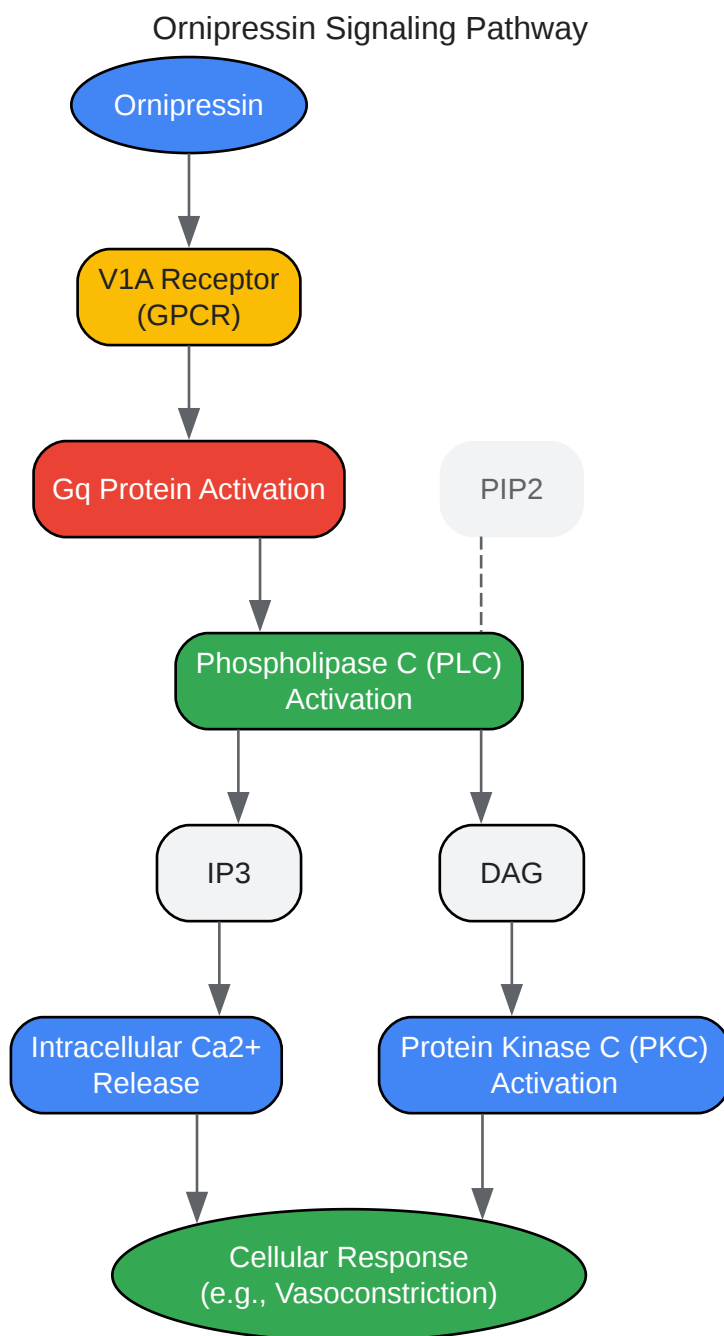 Ornipressin Signaling Pathway
Ornipressin
V1A Receptor
(GPCR)
Gq Protein Activation
PIP2
Phospholipase C (PLC)
Activation
IP3
DAG
Intracellular Ca2+
Release
Protein Kinase C (PKC)
Activation
Cellular Response
(e.g., Vasoconstriction)